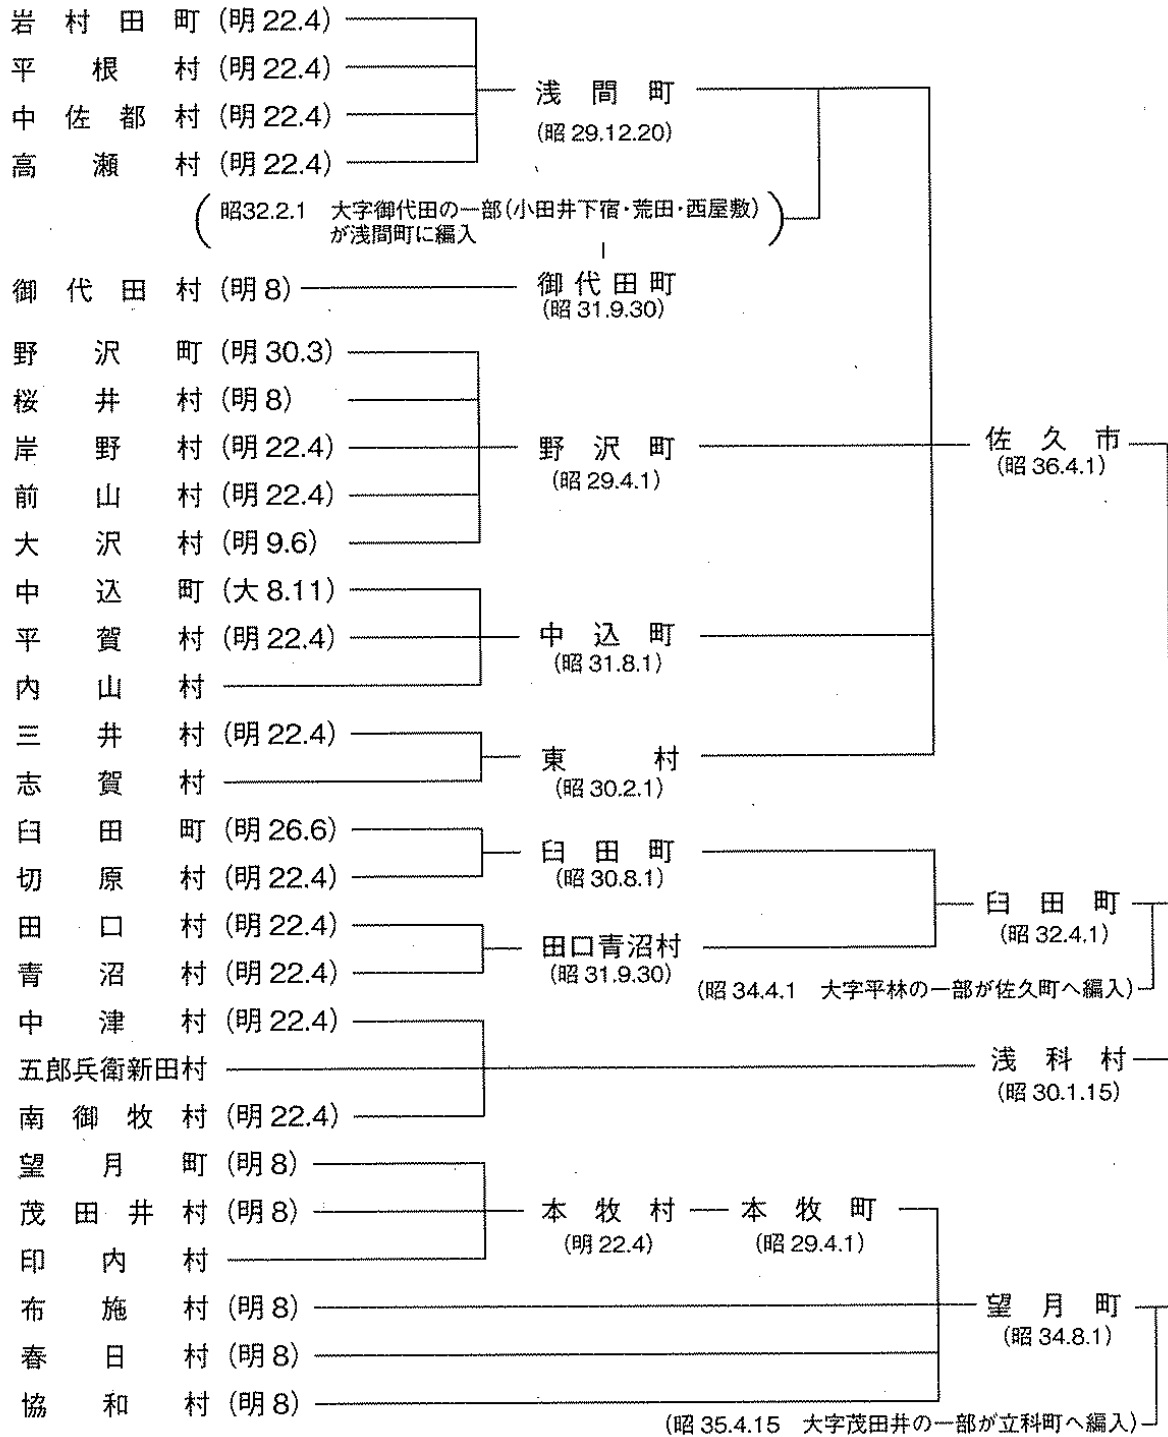 岩村田町 (明22.4)
平根村 (明22.4)
中佐都村 (明22.4)
高瀬村 (明22.4)
浅間町
(昭29.12.20)
昭32.2.1 大字御代田の一部(小田井下宿・荒田・西屋敷)
が浅間町に編入
御代田村 (明8)
御代田町
(昭31.9.30)
野沢町 (明30.3)
桜井村 (明8)
岸野村 (明22.4)
前山村 (明22.4)
大沢村 (明9.6)
野沢町
(昭29.4.1)
中込町 (大8.11)
平賀村 (明22.4)
内山村
中込町
(昭31.8.1)
三井村 (明22.4)
志賀村
東村
(昭30.2.1)
佐久市
(昭36.4.1)
臼田町 (明26.6)
切原村 (明22.4)
臼田町
(昭30.8.1)
田口村 (明22.4)
青沼村 (明22.4)
田口青沼村
(昭31.9.30)
臼田町
(昭32.4.1)
(昭34.4.1 大字平林の一部が佐久町へ編入)
中津村 (明22.4)
五郎兵衛新田村
南御牧村 (明22.4)
浅科村
(昭30.1.15)
望月町 (明8)
茂田井村 (明8)
印内村
本牧村
(明22.4)
本牧町
(昭29.4.1)
布施村 (明8)
春日村 (明8)
協和村 (明8)
望月町
(昭34.8.1)
(昭35.4.15 大字茂田井の一部が立科町へ編入)